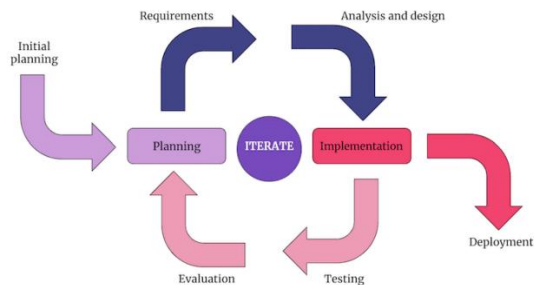 Requirements
Analysis and design
Initial
planning
Planning
ITERATE
Implementation
Deployment
Evaluation
Testing